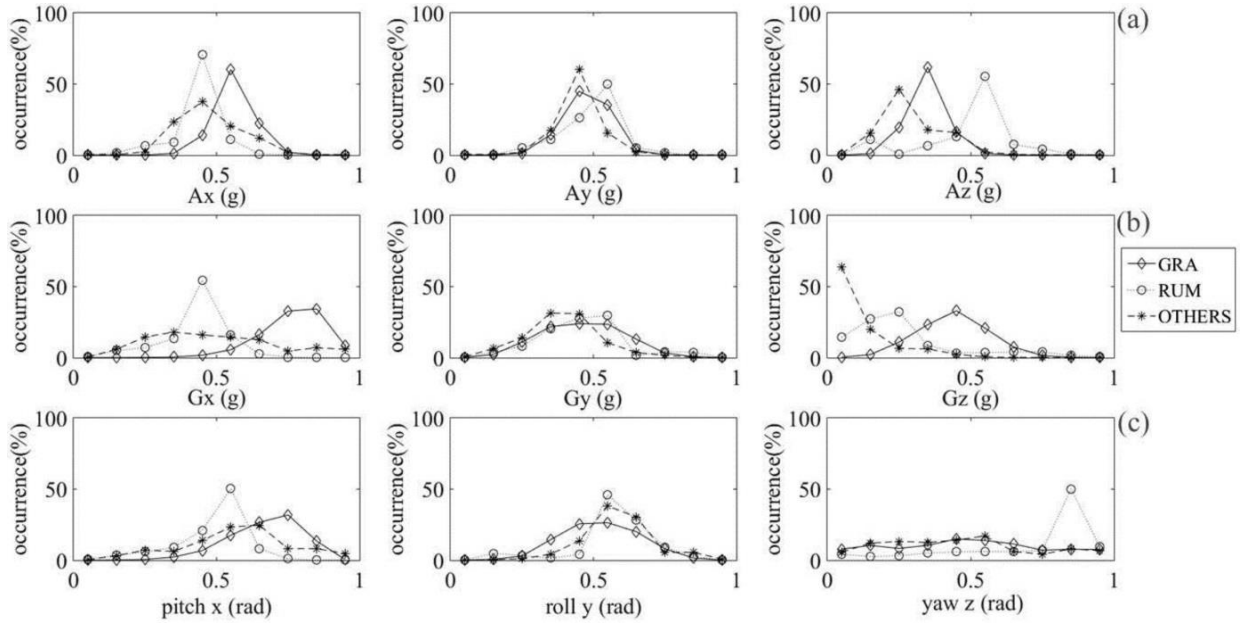 (a)
occurrence(%) occurrence(%) occurrence(%)
100 100 100
50 50 50
0 0 0
0 0.5 1 0 0.5 1 0 0.5 1
Ax (g) Ay (g) Az (g)
(b)
occurrence(%) occurrence(%) occurrence(%)
100 100 100
50 50 50
0 0 0
0 0.5 1 0 0.5 1 0 0.5 1
Gx (g) Gy (g) Gz (g)
GRA
RUM
OTHERS
(c)
occurrence(%) occurrence(%) occurrence(%)
100 100 100
50 50 50
0 0 0
0 0.5 1 0 0.5 1 0 0.5 1
pitch x (rad) roll y (rad) yaw z (rad)